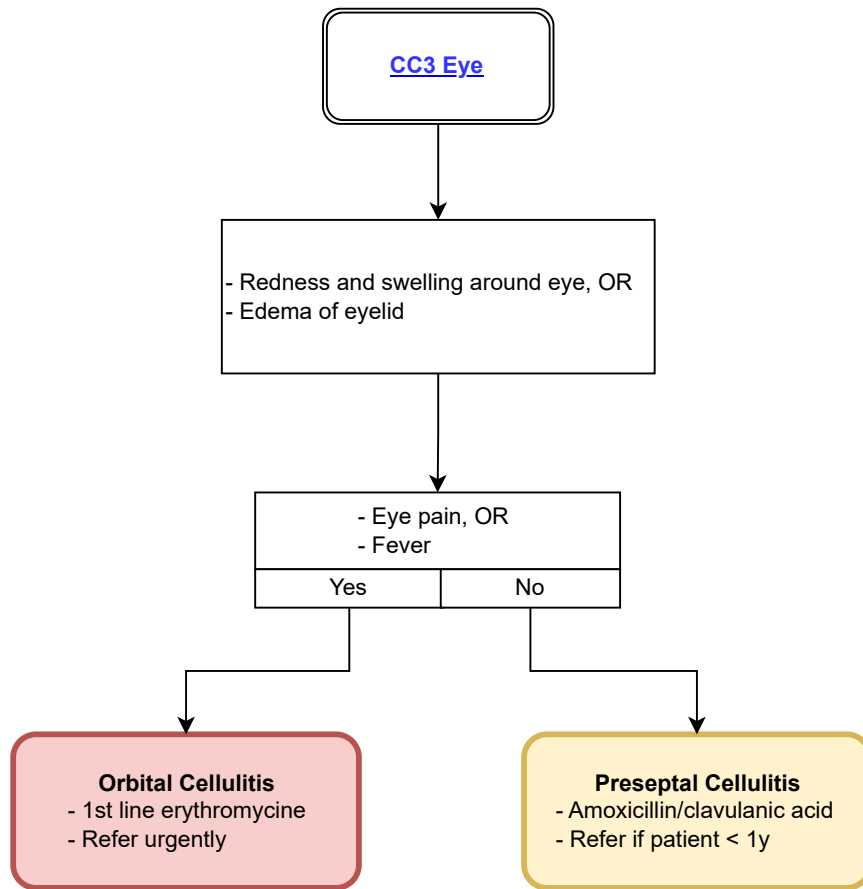 CC3 Eye
- Redness and swelling around eye, OR
- Edema of eyelid
- Eye pain, OR
- Fever
Yes
No
Orbital Cellulitis
- 1st line erythromycine
- Refer urgently
Preseptal Cellulitis
- Amoxicillin/clavulanic acid
- Refer if patient < 1y